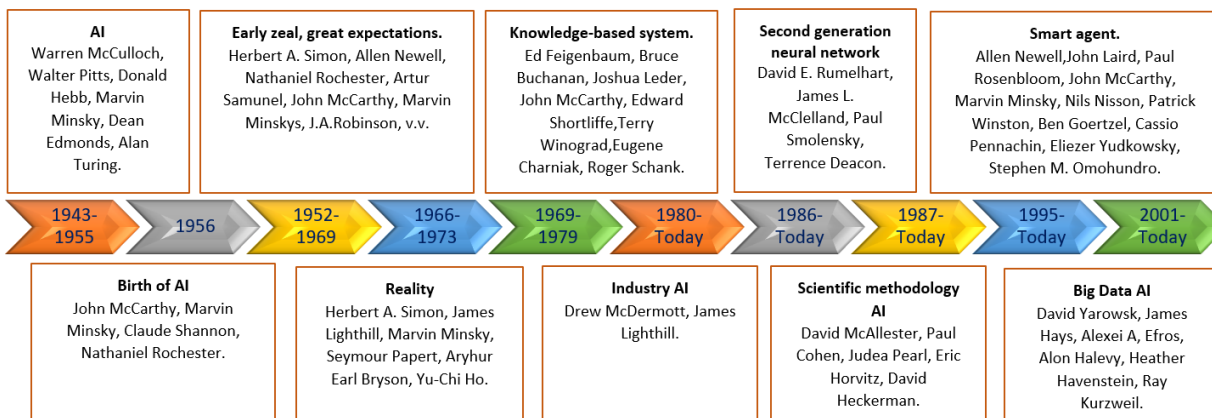 AI
Warren McCulloch,
Walter Pitts, Donald
Hebb, Marvin
Minsky, Dean
Edmonds, Alan
Turing.
Early zeal, great expectations.
Herbert A. Simon, Allen Newell,
Nathaniel Rochester, Artur
Samunel, John McCarthy, Marvin
Minskys, J.A.Robinson, v.v.
Knowledge-based system.
Ed Feigenbaum, Bruce
Buchanan, Joshua Leder,
John McCarthy, Edward
Shortliffe,Terry
Winograd,Eugene
Charniak, Roger Schank.
Second generation
neural network
David E. Rumelhart,
James L.
McClelland, Paul
Smolensky,
Terrence Deacon.
Smart agent.
Allen Newell,John Laird, Paul
Rosenbloom, John McCarthy,
Marvin Minsky, Nils Nisson, Patrick
Winston, Ben Goertzel, Cassio
Pennachin, Eliezer Yudkowsky,
Stephen M. Omohundro.
1943-
1955
1956
1952-
1969
1966-
1973
1969-
1979
1980-
Today
1986-
Today
1987-
Today
1995-
Today
2001-
Today
Birth of AI
John McCarthy, Marvin
Minsky, Claude Shannon,
Nathaniel Rochester.
Reality
Herbert A. Simon, James
Lighthill, Marvin Minsky,
Seymour Papert, Aryhur
Earl Bryson, Yu-Chi Ho.
Industry AI
Drew McDermott, James
Lighthill.
Scientific methodology
AI
David McAllester, Paul
Cohen, Judea Pearl, Eric
Horvitz, David
Heckerman.
Big Data AI
David Yarowsk, James
Hays, Alexei A, Efros,
Alon Halevy, Heather
Havenstein, Ray
Kurzweil.